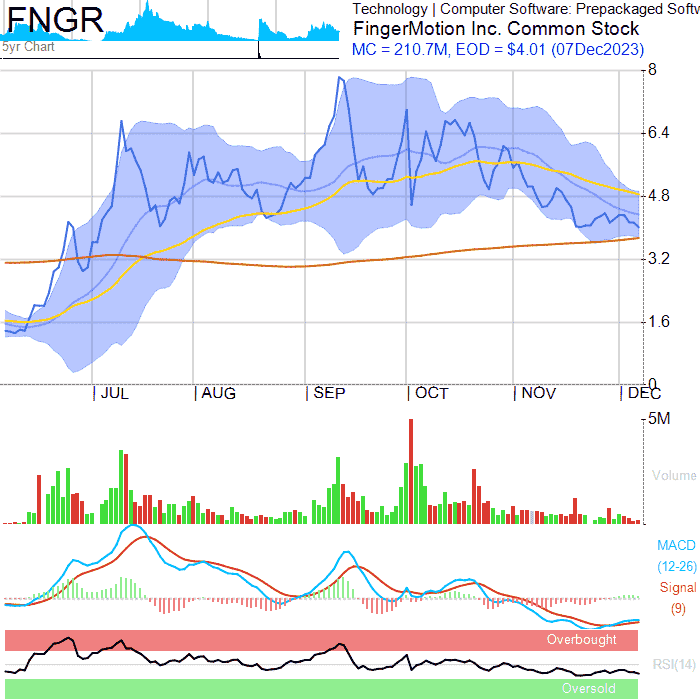 FNGR
5yr Chart
Technology | Computer Software: Prepackaged Softw
FingerMotion Inc. Common Stock
MC = 210.7M, EOD = $4.01 (07Dec2023)
8
6.4
4.8
3.2
1.6
0
JUL AUG SEP OCT NOV DEC
5M
Volume
MACD
(12-26)
Signal
(9)
Overbought
RSI(14)
Oversold